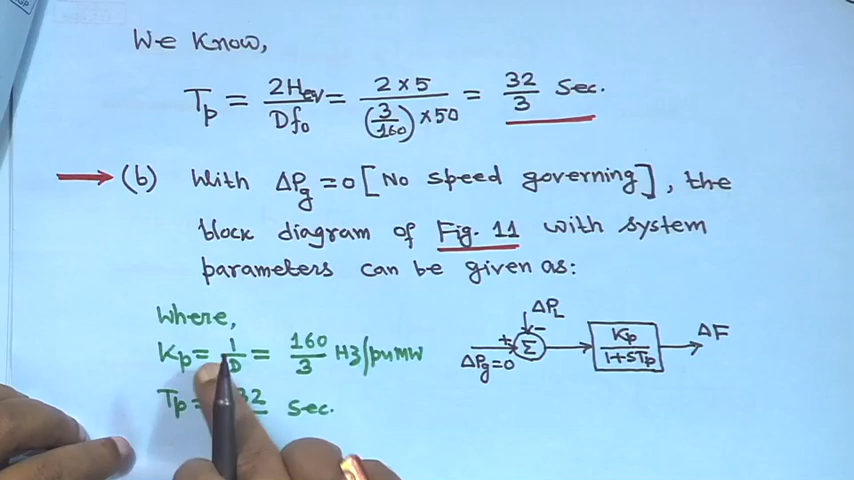 We Know,
Tp = 2Hev/Df₀ = 2×5/(3/160)×50 = 32/3 Sec.
(b) With ΔPg=0 [No speed governing], the
block diagram of Fig. 11 with system
parameters can be given as:
Where,
Kp = 1/D = 160/3 Hz/puMW
Tp = 32 sec.
ΔPL
+ Σ −
ΔPg=0
Kp/1+STp
ΔF